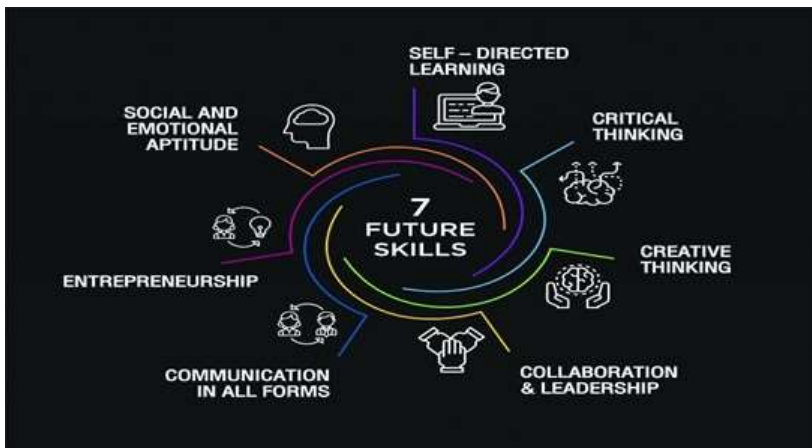 SELF – DIRECTED
LEARNING
SOCIAL AND
EMOTIONAL
APTITUDE
CRITICAL
THINKING
7
FUTURE
SKILLS
ENTREPRENEURSHIP
CREATIVE
THINKING
COMMUNICATION
IN ALL FORMS
COLLABORATION
& LEADERSHIP